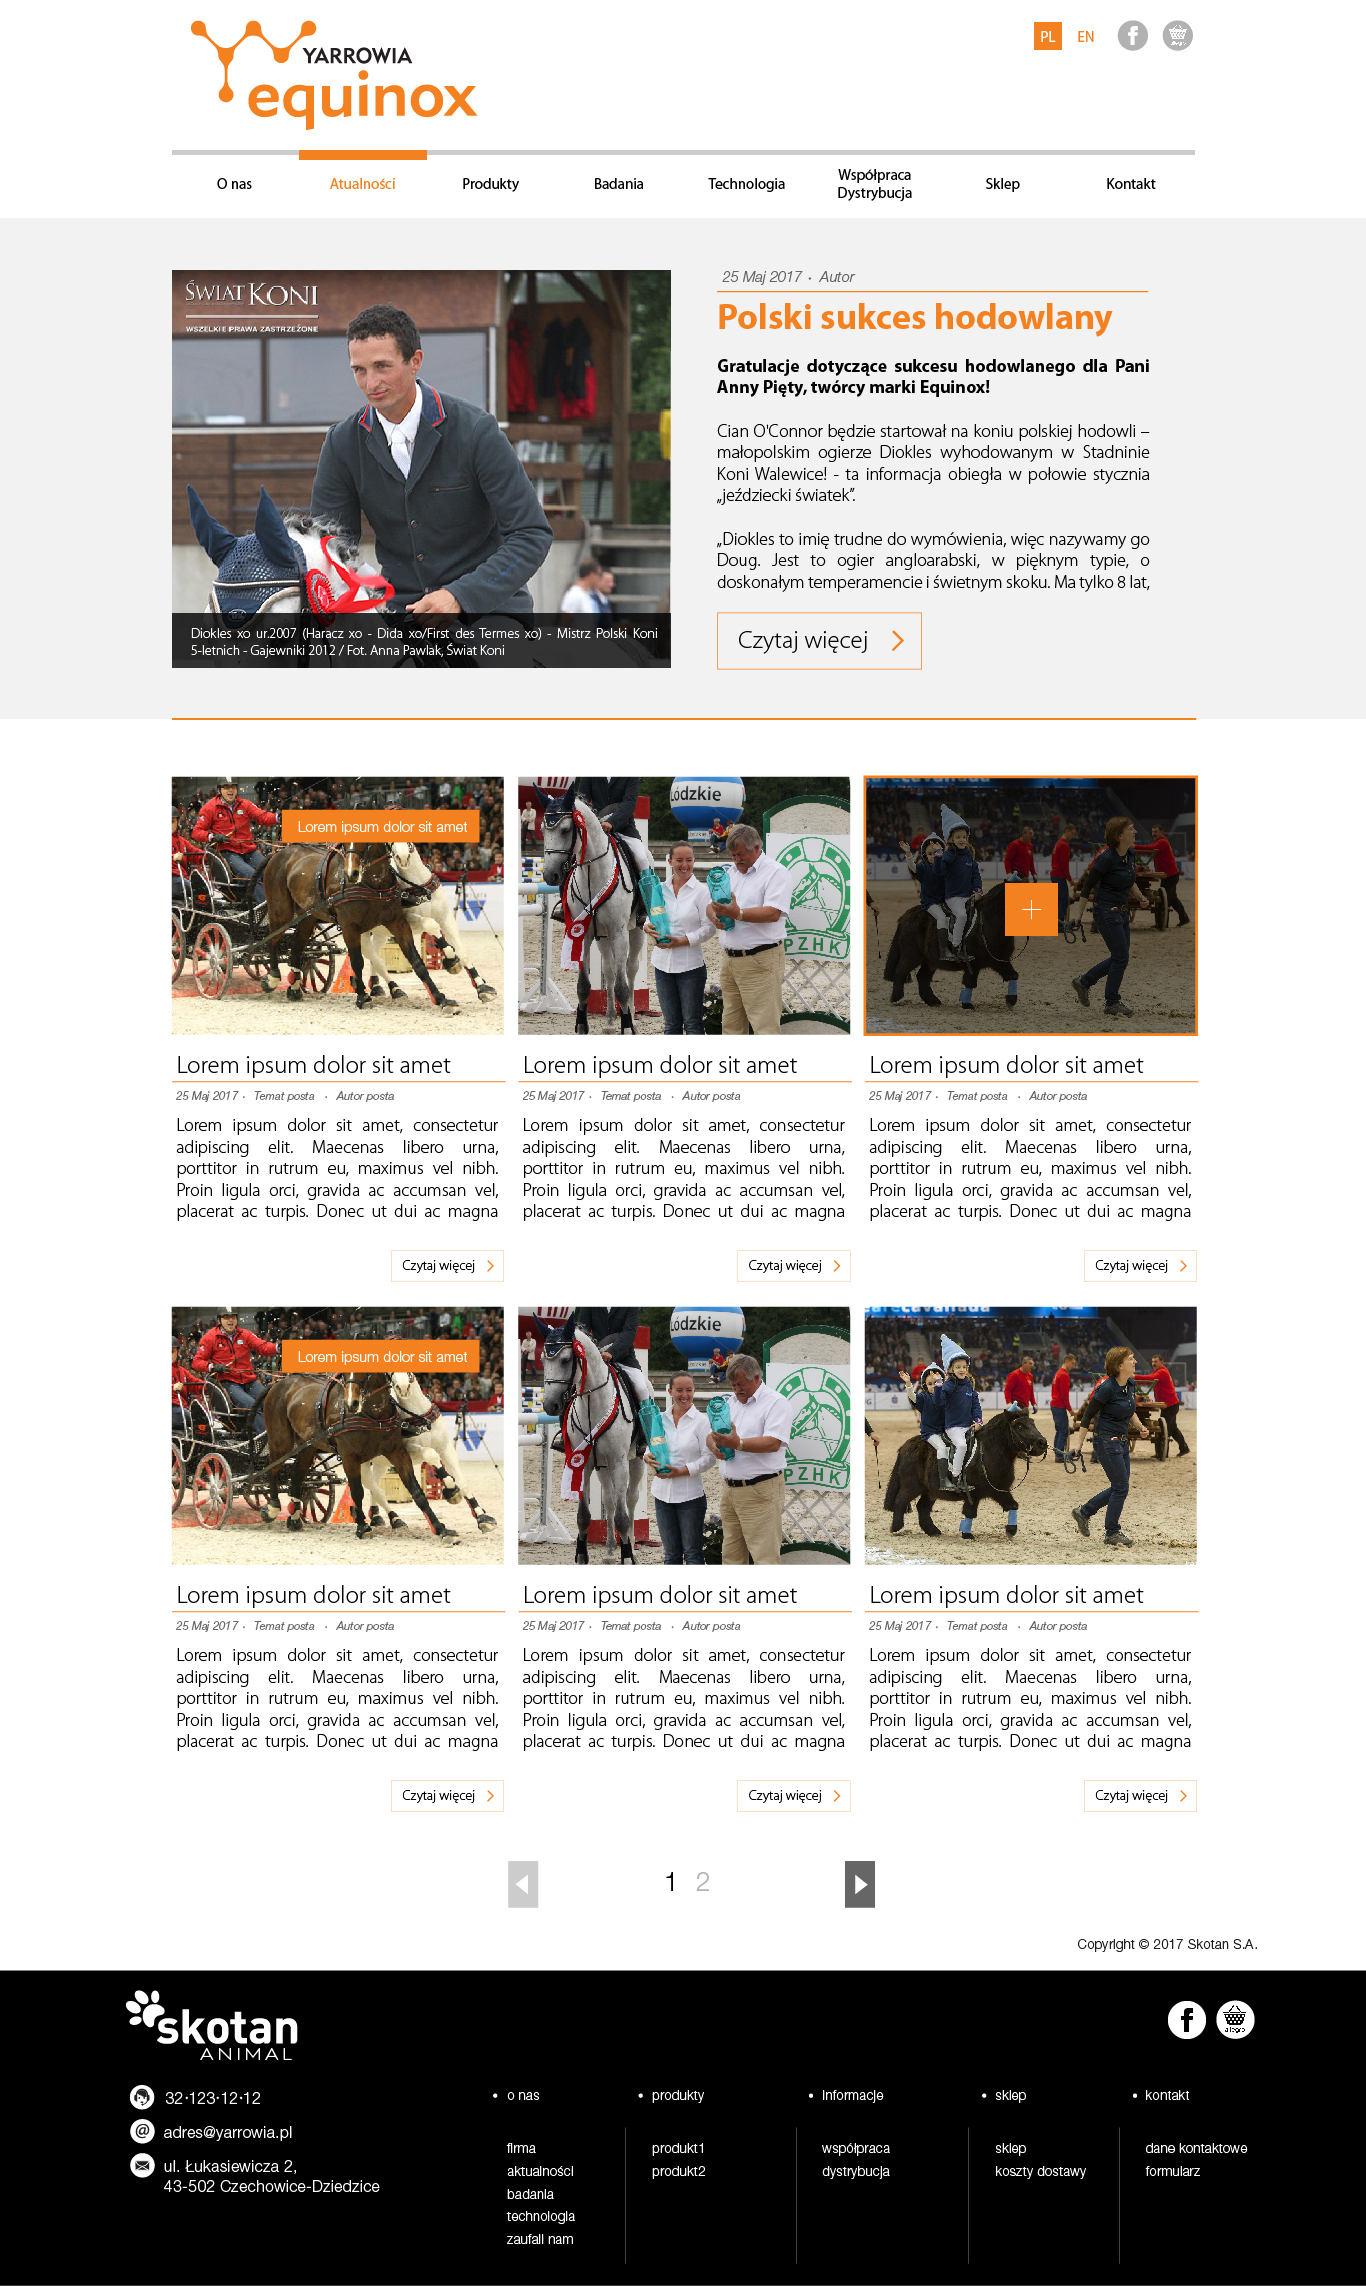 YARROWIA
equinox
PL EN
O nas
Atualności
Produkty
Badania
Technologia
Współpraca
Dystrybucja
Sklep
Kontakt
ŚWIAT KONI
WSZELKIE PRAWA ZASTRZEŻONE
Diokles xo ur.2007 (Haracz xo - Dida xo/First des Termes xo) - Mistrz Polski Koni
5-letnich - Gajewniki 2012 / Fot. Anna Pawlak, Świat Koni
25 Maj 2017 · Autor
Polski sukces hodowlany
Gratulacje dotyczące sukcesu hodowlanego dla Pani
Anny Pięty, twórcy marki Equinox!
Cian O'Connor będzie startował na koniu polskiej hodowli –
małopolskim ogierze Diokles wyhodowanym w Stadninie
Koni Walewice! - ta informacja obiegła w połowie stycznia
„jeździecki światek”.
„Diokles to imię trudne do wymówienia, więc nazywamy go
Doug. Jest to ogier angloarabski, w pięknym typie, o
doskonałym temperamencie i świetnym skoku. Ma tylko 8 lat,
Czytaj więcej
Lorem ipsum dolor sit amet
Lorem ipsum dolor sit amet
25 Maj 2017 · Temat posta · Autor posta
Lorem ipsum dolor sit amet, consectetur
adipiscing elit. Maecenas libero urna,
porttitor in rutrum eu, maximus vel nibh.
Proin ligula orci, gravida ac accumsan vel,
placerat ac turpis. Donec ut dui ac magna
Czytaj więcej
Łódzkie
PZHK
Lorem ipsum dolor sit amet
25 Maj 2017 · Temat posta · Autor posta
Lorem ipsum dolor sit amet, consectetur
adipiscing elit. Maecenas libero urna,
porttitor in rutrum eu, maximus vel nibh.
Proin ligula orci, gravida ac accumsan vel,
placerat ac turpis. Donec ut dui ac magna
Czytaj więcej
Lorem ipsum dolor sit amet
25 Maj 2017 · Temat posta · Autor posta
Lorem ipsum dolor sit amet, consectetur
adipiscing elit. Maecenas libero urna,
porttitor in rutrum eu, maximus vel nibh.
Proin ligula orci, gravida ac accumsan vel,
placerat ac turpis. Donec ut dui ac magna
Czytaj więcej
Lorem ipsum dolor sit amet
Lorem ipsum dolor sit amet
25 Maj 2017 · Temat posta · Autor posta
Lorem ipsum dolor sit amet, consectetur
adipiscing elit. Maecenas libero urna,
porttitor in rutrum eu, maximus vel nibh.
Proin ligula orci, gravida ac accumsan vel,
placerat ac turpis. Donec ut dui ac magna
Czytaj więcej
Łódzkie
PZHK
Lorem ipsum dolor sit amet
25 Maj 2017 · Temat posta · Autor posta
Lorem ipsum dolor sit amet, consectetur
adipiscing elit. Maecenas libero urna,
porttitor in rutrum eu, maximus vel nibh.
Proin ligula orci, gravida ac accumsan vel,
placerat ac turpis. Donec ut dui ac magna
Czytaj więcej
Lorem ipsum dolor sit amet
25 Maj 2017 · Temat posta · Autor posta
Lorem ipsum dolor sit amet, consectetur
adipiscing elit. Maecenas libero urna,
porttitor in rutrum eu, maximus vel nibh.
Proin ligula orci, gravida ac accumsan vel,
placerat ac turpis. Donec ut dui ac magna
Czytaj więcej
1 2
Copyright © 2017 Skotan S.A.
skotan
ANIMAL
allegro
32·123·12·12
adres@yarrowia.pl
ul. Łukasiewicza 2,
43-502 Czechowice-Dziedzice
• o nas
firma
aktualności
badania
technologia
zaufali nam
• produkty
produkt1
produkt2
• Informacje
współpraca
dystrybucja
• sklep
sklep
koszty dostawy
• kontakt
dane kontaktowe
formularz